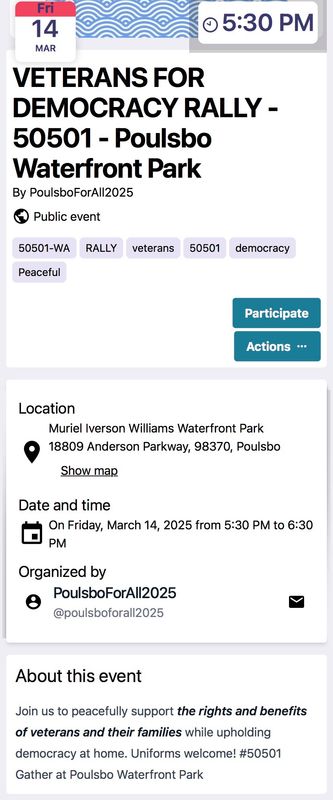 Fri
14
MAR
5:30 PM
VETERANS FOR
DEMOCRACY RALLY -
50501 - Poulsbo
Waterfront Park
By PoulsboForAll2025
Public event
50501-WA RALLY veterans 50501 democracy
Peaceful
Participate
Actions ···
Location
Muriel Iverson Williams Waterfront Park
18809 Anderson Parkway, 98370, Poulsbo
Show map
Date and time
On Friday, March 14, 2025 from 5:30 PM to 6:30
PM
Organized by
PoulsboForAll2025
@poulsboforall2025
About this event
Join us to peacefully support the rights and benefits
of veterans and their families while upholding
democracy at home. Uniforms welcome! #50501
Gather at Poulsbo Waterfront Park